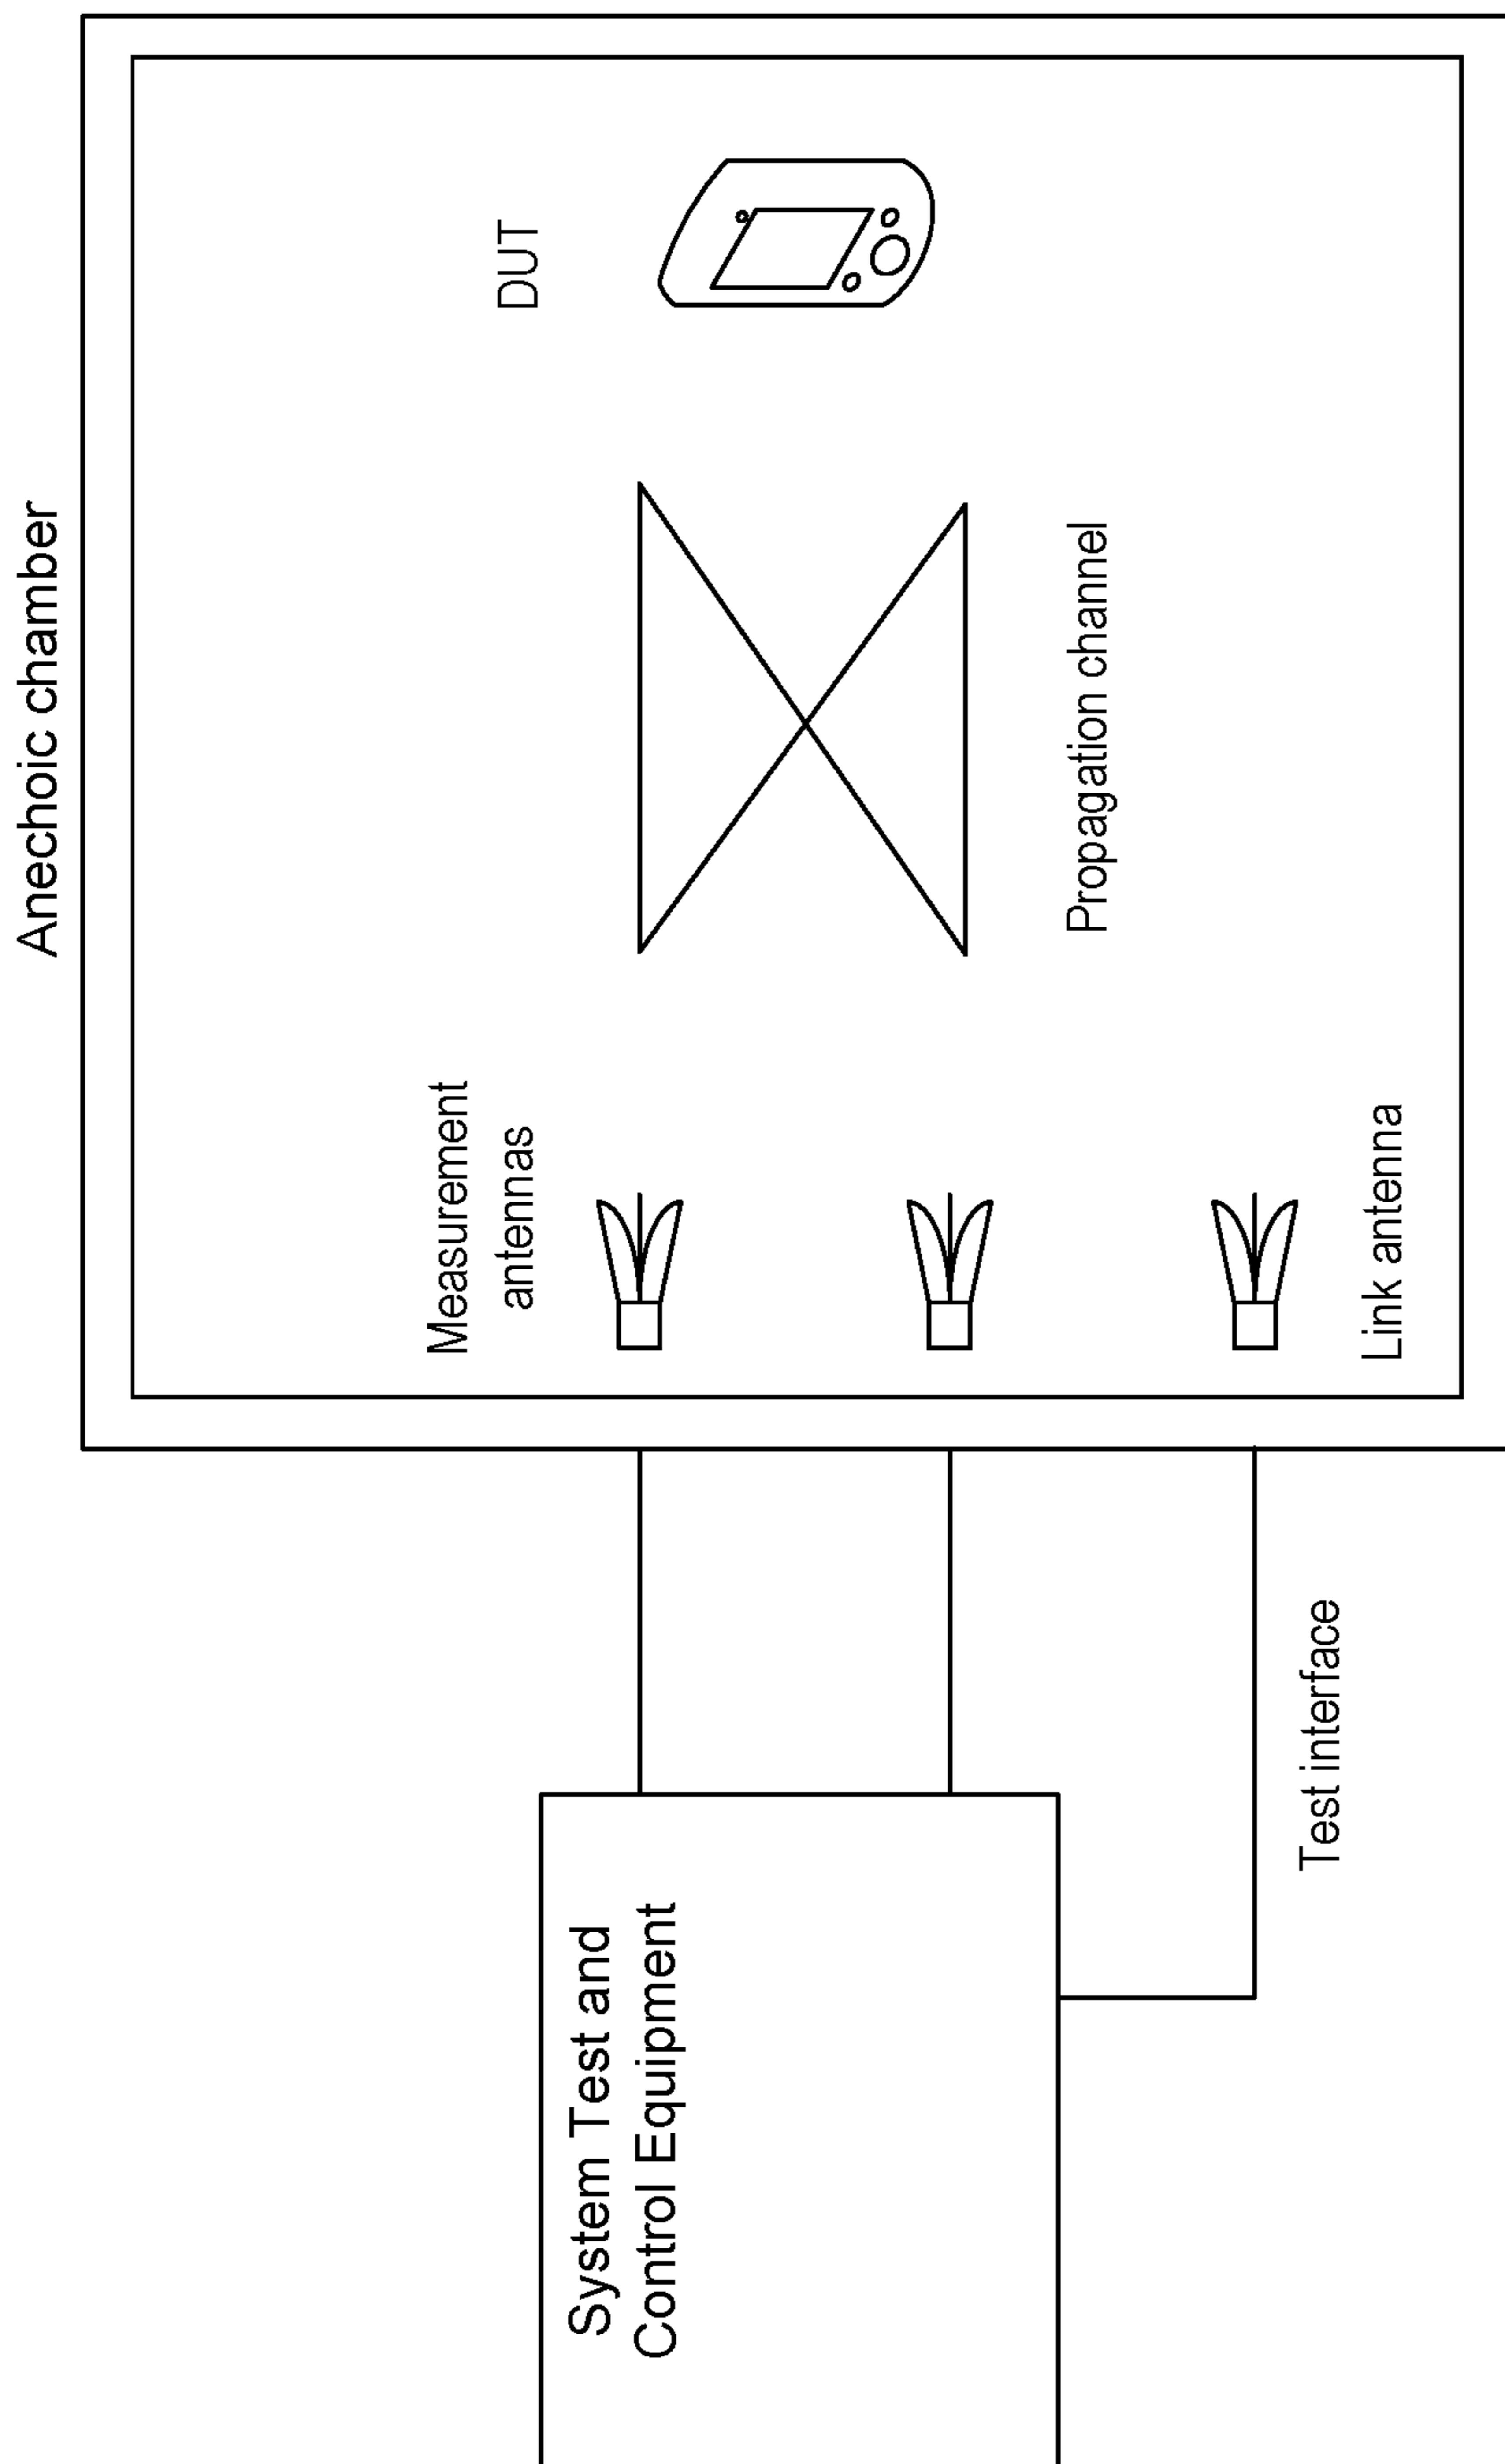 Anechoic chamber
DUT
Measurement
antennas
Propagation channel
Link antenna
System Test and
Control Equipment
Test interface